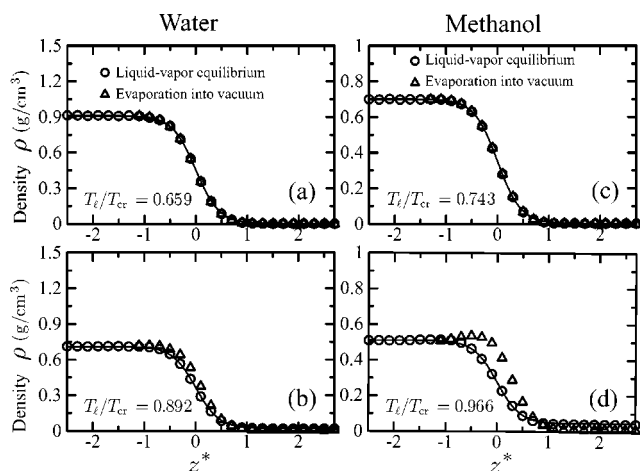 Water
Methanol
1.5
1.2
0.9
0.6
0.3
0
Density ρ (g/cm³)
Liquid-vapor equilibrium
Evaporation into vacuum
Tℓ/Tcr = 0.659
(a)
-2 -1 0 1 2
1
0.8
0.6
0.4
0.2
0
Liquid-vapor cquilibrium
Evaporation into vacuum
Tℓ/Tcr = 0.743
(c)
-2 -1 0 1 2
1.5
1.2
0.9
0.6
0.3
0
Density ρ (g/cm³)
Tℓ/Tcr = 0.892
(b)
-2 -1 0 1 2
z*
1
0.8
0.6
0.4
0.2
0
Tℓ/Tcr = 0.966
(d)
-2 -1 0 1 2
z*